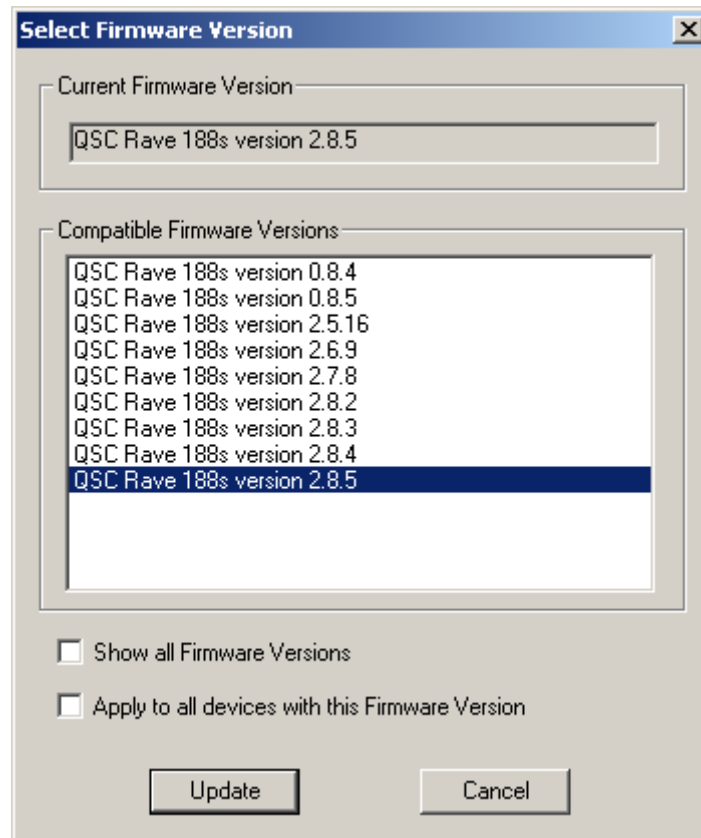 Select Firmware Version
Current Firmware Version
QSC Rave 188s version 2.8.5
Compatible Firmware Versions
QSC Rave 188s version 0.8.4
QSC Rave 188s version 0.8.5
QSC Rave 188s version 2.5.16
QSC Rave 188s version 2.6.9
QSC Rave 188s version 2.7.8
QSC Rave 188s version 2.8.2
QSC Rave 188s version 2.8.3
QSC Rave 188s version 2.8.4
QSC Rave 188s version 2.8.5
Show all Firmware Versions
Apply to all devices with this Firmware Version
Update Cancel